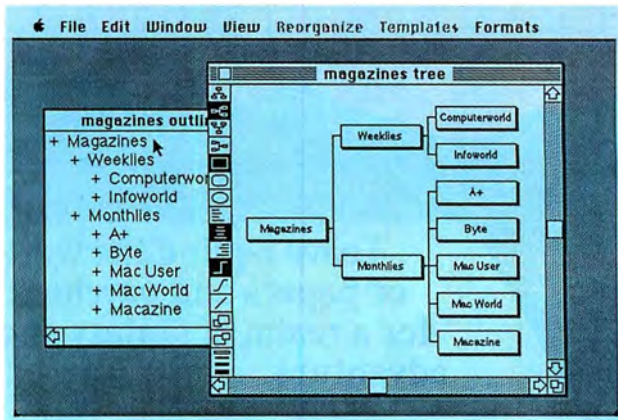 File Edit Window View Reorganize Templates Formats
magazines outli
+ Magazines
+ Weeklies
+ Computerwor
+ Infoworld
+ Monthlies
+ A+
+ Byte
+ Mac User
+ Mac World
+ Macazine
magazines tree
Magazines
Weeklies
Computerworld
Infoworld
Monthlies
A+
Byte
Mac User
Mac World
Macazine